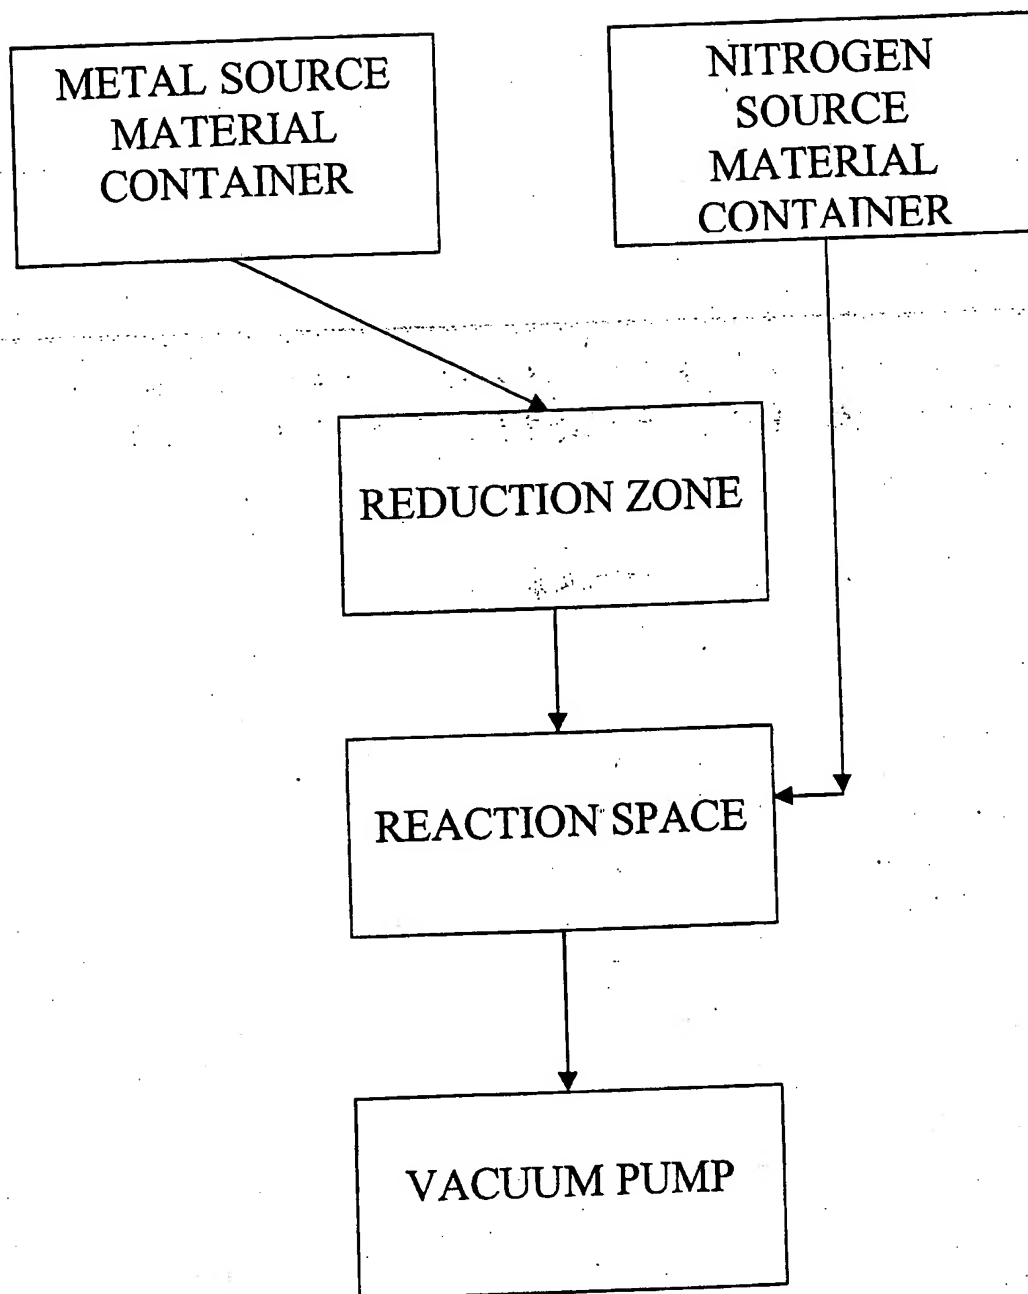 METAL SOURCE
MATERIAL
CONTAINER
NITROGEN
SOURCE
MATERIAL
CONTAINER
REDUCTION ZONE
REACTION SPACE
VACUUM PUMP